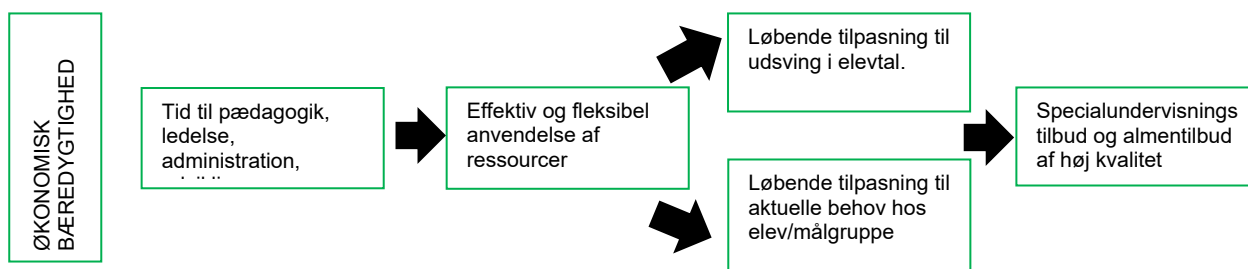 ØKONOMISK
BÆREDYGTIGHED
Tid til pædagogik,
ledelse,
administration,
Effektiv og fleksibel
anvendelse af
ressourcer
Løbende tilpasning til
udsving i elevtal.
Løbende tilpasning til
aktuelle behov hos
elev/målgruppe
Specialundervisnings
tilbud og almentilbud
af høj kvalitet